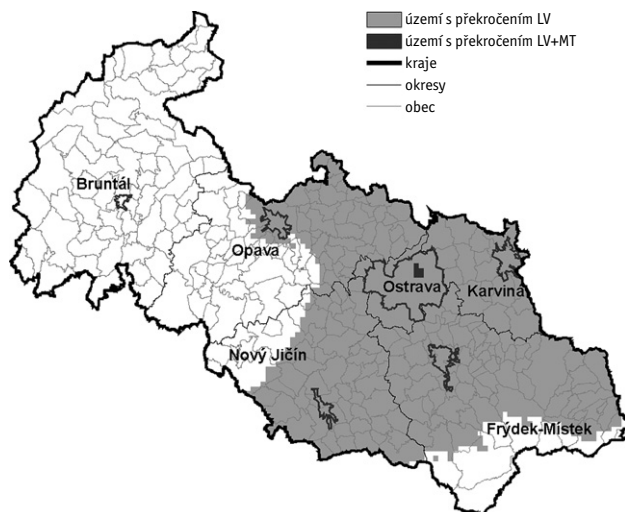 území s překročením LV
území s překročením LV+MT
kraje
okresy
obec
Bruntál
Opava
Ostrava
Karviná
Nový Jičín
Frýdek-Místek